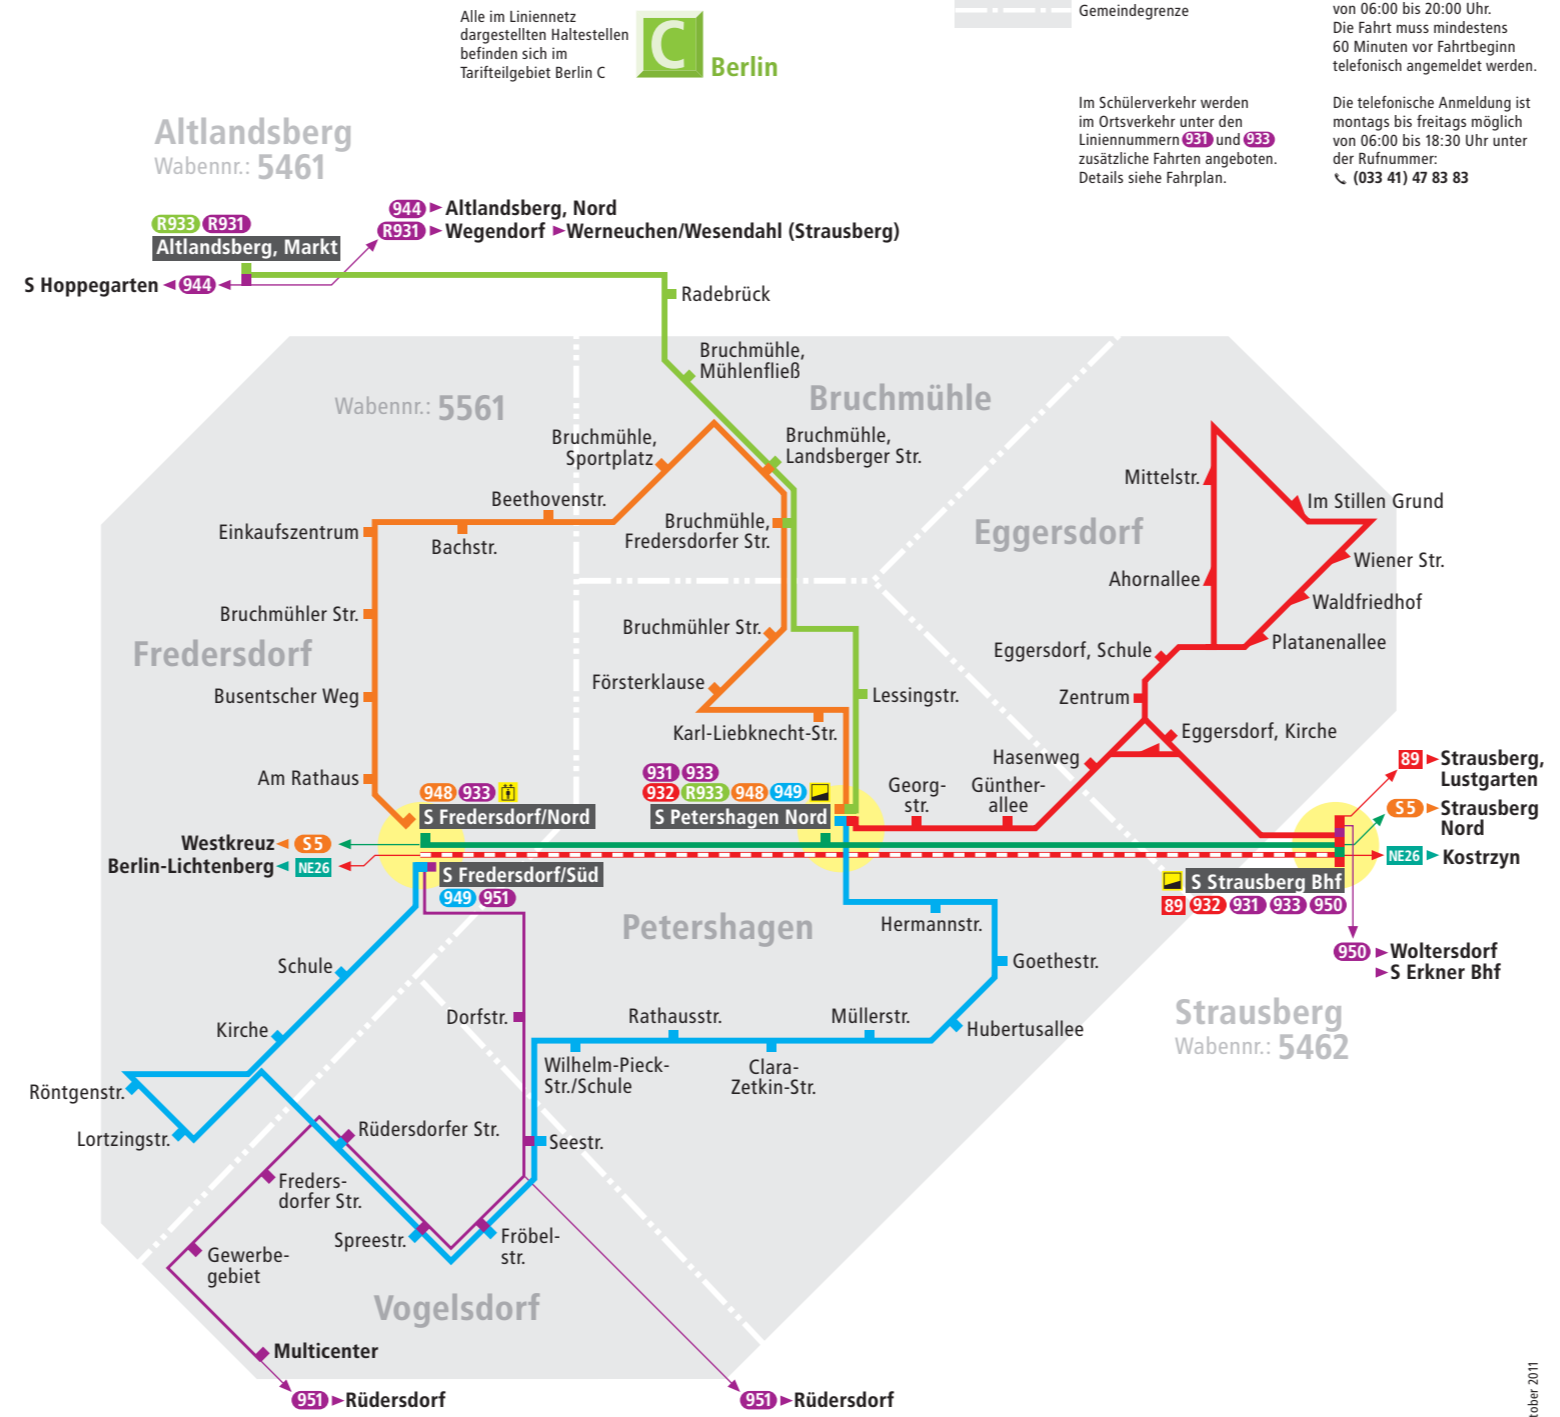 Alle im Liniennetz
dargestellten Haltestellen
befinden sich im
Tarifteilgebiet Berlin C
C
Berlin
Gemeindegrenze
von 06:00 bis 20:00 Uhr.
Die Fahrt muss mindestens
60 Minuten vor Fahrtbeginn
telefonisch angemeldet werden.
Im Schülerverkehr werden
im Ortsverkehr unter den
Liniennummern 931 und 933
zusätzliche Fahrten angeboten.
Details siehe Fahrplan.
Die telefonische Anmeldung ist
montags bis freitags möglich
von 06:00 bis 18:30 Uhr unter
der Rufnummer:
(033 41) 47 83 83
Altlandsberg
Wabennr.: 5461
R933 R931
Altlandsberg, Markt
944 Altlandsberg, Nord
R931 Wegendorf Werneuchen/Wesendahl (Strausberg)
S Hoppegarten 944
Radebrück
Bruchmühle,
Mühlenfließ
Wabennr.: 5561
Bruchmühle
Bruchmühle,
Sportplatz
Bruchmühle,
Landsberger Str.
Mittelstr.
Im Stillen Grund
Beethovenstr.
Einkaufszentrum
Bachstr.
Bruchmühle,
Fredersdorfer Str.
Eggersdorf
Wiener Str.
Ahornallee
Waldfriedhof
Bruchmühler Str.
Bruchmühler Str.
Fredersdorf
Eggersdorf, Schule
Platanenallee
Busentscher Weg
Försterklause
Lessingstr.
Zentrum
Karl-Liebknecht-Str.
Eggersdorf, Kirche
Hasenweg
Am Rathaus
948 933
S Fredersdorf/Nord
931 933
932 R933 948 949
S Petershagen Nord
Georg-
str.
Günther-
allee
89 Strausberg,
Lustgarten
S5 Strausberg
Nord
Westkreuz S5
Berlin-Lichtenberg NE26
NE26 Kostrzyn
S Fredersdorf/Süd
949 951
S Strausberg Bhf
89 932 931 933 950
Petershagen
Hermannstr.
950 Woltersdorf
S Erkner Bhf
Schule
Goethestr.
Dorfstr.
Rathausstr.
Müllerstr.
Hubertusallee
Strausberg
Wabennr.: 5462
Kirche
Wilhelm-Pieck-
Str./Schule
Clara-
Zetkin-Str.
Röntgenstr.
Lortzingstr.
Rüdersdorfer Str.
Seestr.
Freders-
dorfer Str.
Spreestr.
Fröbel-
str.
Gewerbe-
gebiet
Vogelsdorf
Multicenter
951 Rüdersdorf
951 Rüdersdorf
tober 2011